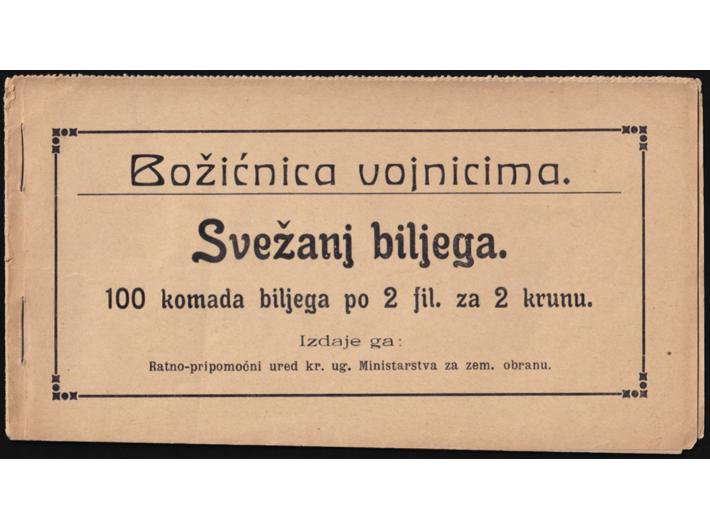 Božićnica vojnicima.
Svežanj biljega.
100 komada biljega po 2 fil. za 2 krunu.
Izdaje ga:
Ratno-pripomoćni ured kr. ug. Ministarstva za zem. obranu.